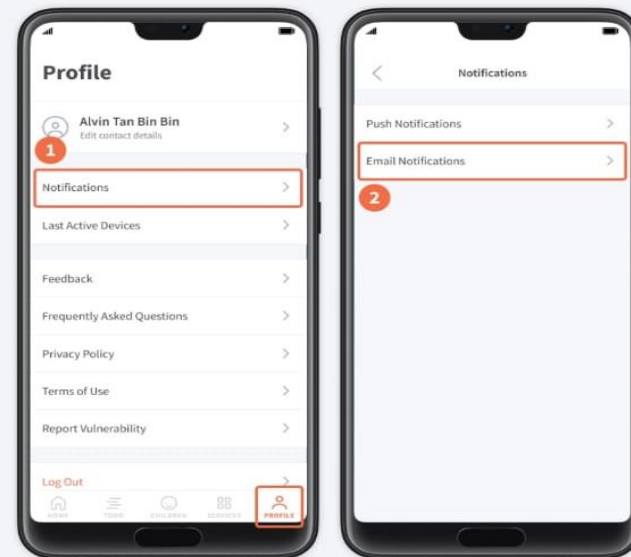 Profile
Alvin Tan Bin Bin
Edit contact details
1
Notifications
Last Active Devices
Feedback
Frequently Asked Questions
Privacy Policy
Terms of Use
Report Vulnerability
Log Out
HOME TODO CHILDREN SERVICES PROFILE
Notifications
Push Notifications
Email Notifications
2